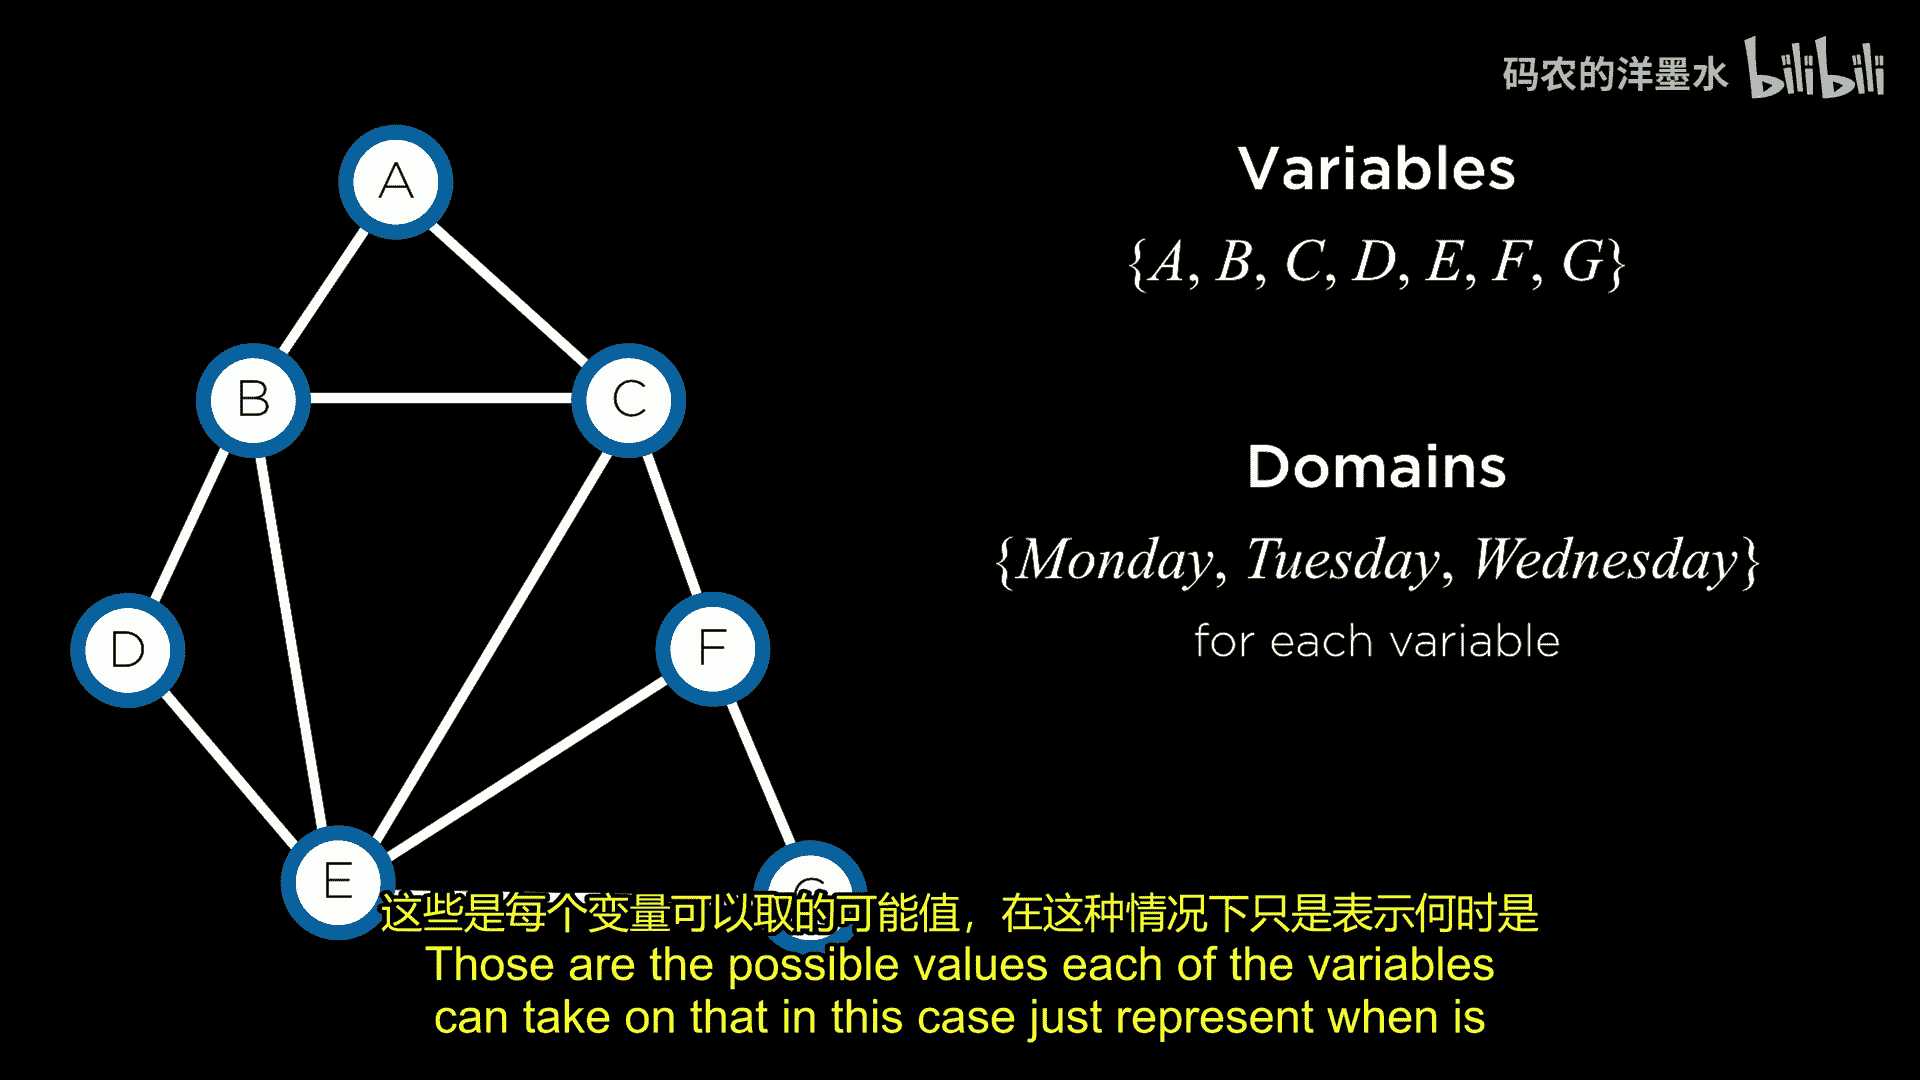 码农的洋墨水 bilibili
Variables
{A, B, C, D, E, F, G}
Domains
{Monday, Tuesday, Wednesday}
for each variable
A
B
C
D
F
E
这些是每个变量可以取的可能值，在这种情况下只是表示何时是
Those are the possible values each of the variables
can take on that in this case just represent when is